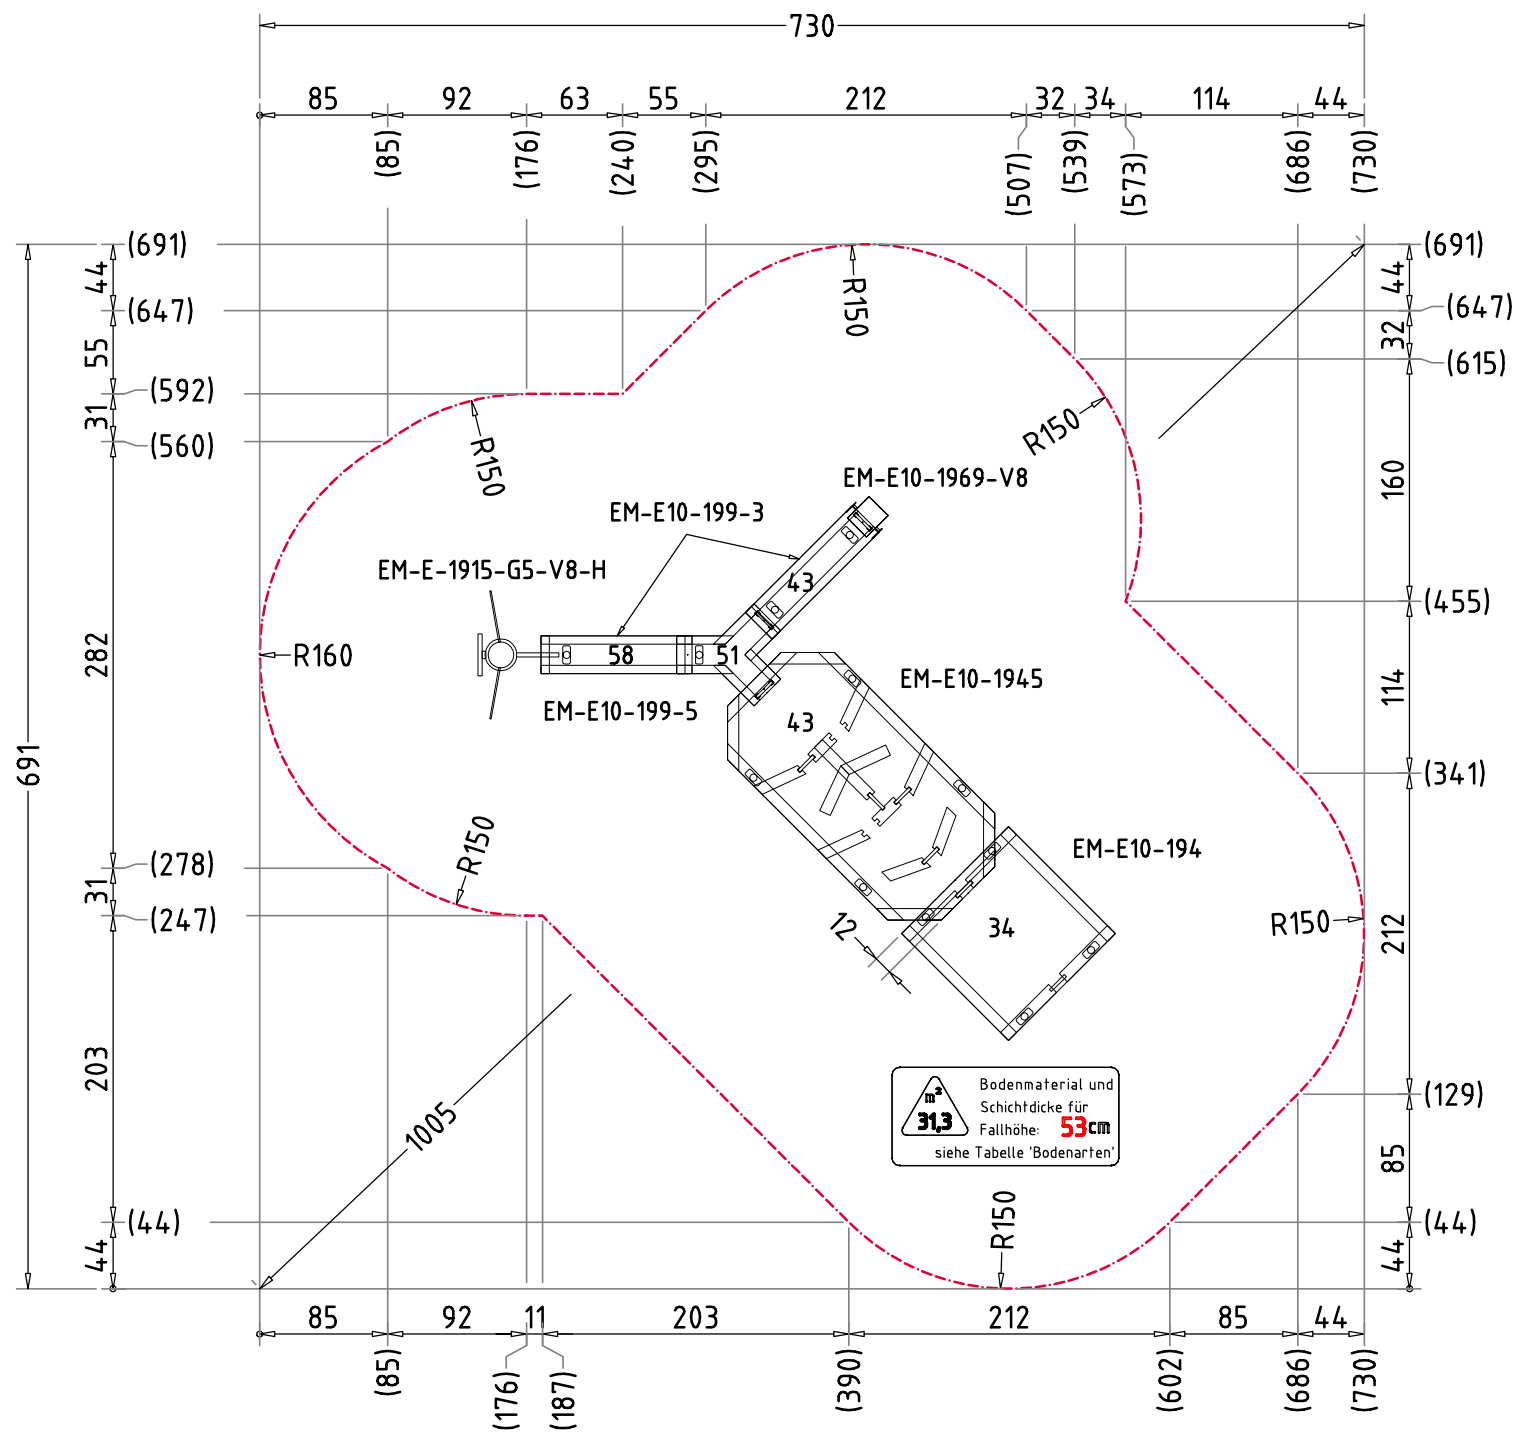 730
85 92 63 55 212 32 34 114 44
(85) (176) (240) (295) (507) (539) (573) (686) (730)
(691) (691)
44 44
(647) (647)
R150
55 32
(615)
(592)
31 R150
(560) R150
160
EM-E10-1969-V8
EM-E10-199-3
EM-E-1915-G5-V8-H
43
(455)
282 R160 58 51
EM-E10-1945
114
EM-E10-199-5
43
691
(341)
R150
EM-E10-194
(278)
31
(247)
12 34
R150 212
203
Bodenmaterial und
m²
Schichtdicke für
31,3
Fallhöhe: 53cm
siehe Tabelle 'Bodenarten'
(129)
1005
85
R150
(44) (44)
44 44
85 92 11 203 212 85 44
(85) (176) (187) (390) (602) (686) (730)